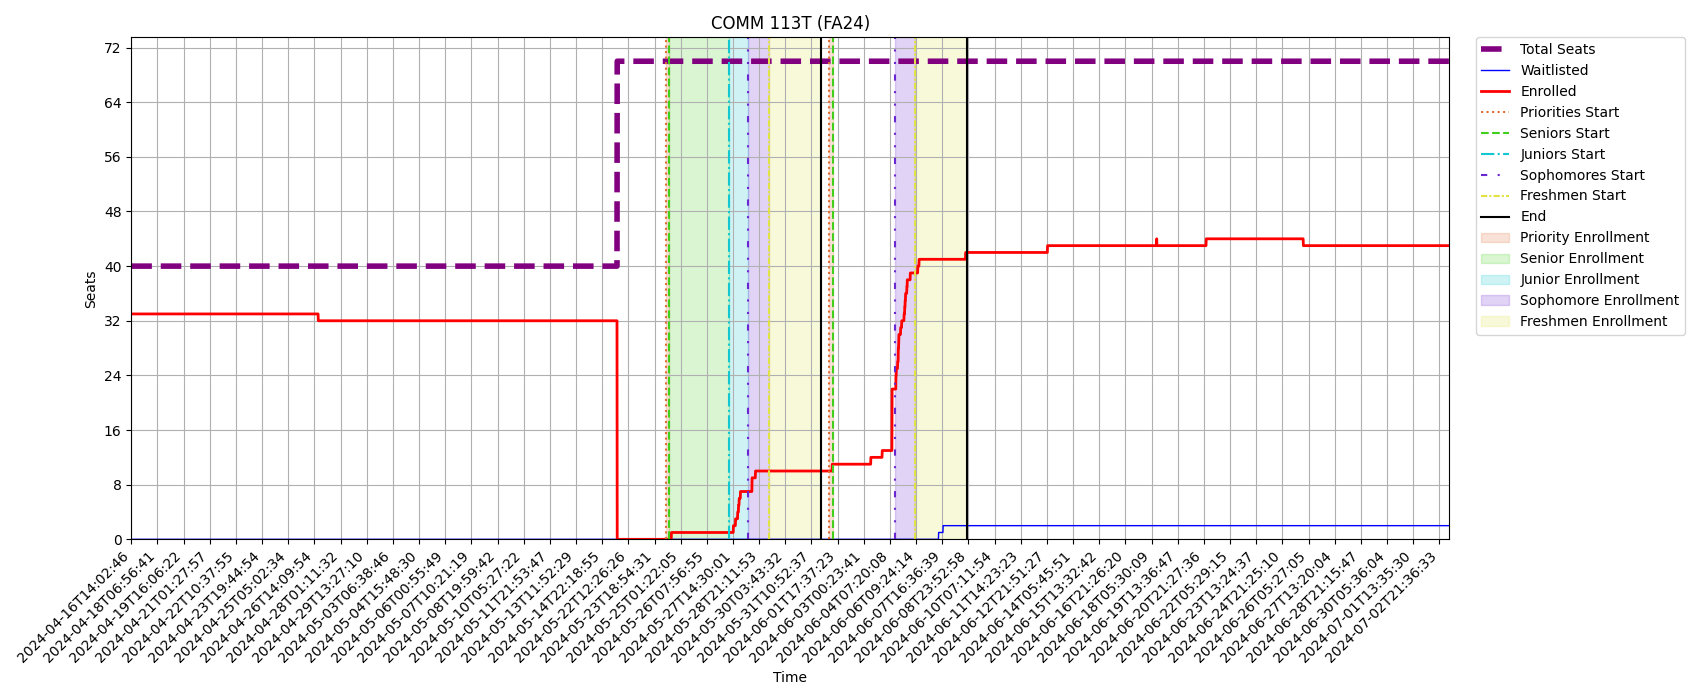 COMM 113T (FA24)
Total Seats
Waitlisted
Enrolled
Priorities Start
Seniors Start
Juniors Start
Sophomores Start
Freshmen Start
End
Priority Enrollment
Senior Enrollment
Junior Enrollment
Sophomore Enrollment
Freshmen Enrollment
Seats
72
64
56
48
40
32
24
16
8
0
2024-04-16T14:02:46
2024-04-18T06:56:41
2024-04-19T16:06:22
2024-04-21T01:27:57
2024-04-22T10:37:55
2024-04-23T19:44:54
2024-04-25T05:02:34
2024-04-26T14:09:54
2024-04-28T01:11:32
2024-04-29T13:27:10
2024-05-03T06:38:46
2024-05-04T15:48:30
2024-05-06T00:55:49
2024-05-07T10:21:19
2024-05-08T19:59:42
2024-05-10T05:27:22
2024-05-11T21:53:47
2024-05-13T11:52:29
2024-05-14T22:18:55
2024-05-22T12:26:26
2024-05-23T18:54:31
2024-05-25T01:22:05
2024-05-26T07:56:55
2024-05-27T14:30:01
2024-05-28T21:11:53
2024-05-30T03:43:32
2024-05-31T10:52:37
2024-06-01T17:37:23
2024-06-03T00:23:41
2024-06-04T07:20:08
2024-06-06T09:24:14
2024-06-07T16:36:39
2024-06-08T23:52:58
2024-06-10T07:11:54
2024-06-11T14:23:23
2024-06-12T21:51:27
2024-06-14T05:45:51
2024-06-15T13:32:42
2024-06-16T21:26:20
2024-06-18T05:30:09
2024-06-19T13:36:47
2024-06-20T21:27:36
2024-06-22T05:29:15
2024-06-23T13:24:37
2024-06-24T21:25:10
2024-06-26T05:27:05
2024-06-27T13:20:04
2024-06-28T21:15:47
2024-06-30T05:36:04
2024-07-01T13:35:30
2024-07-02T21:36:33
Time